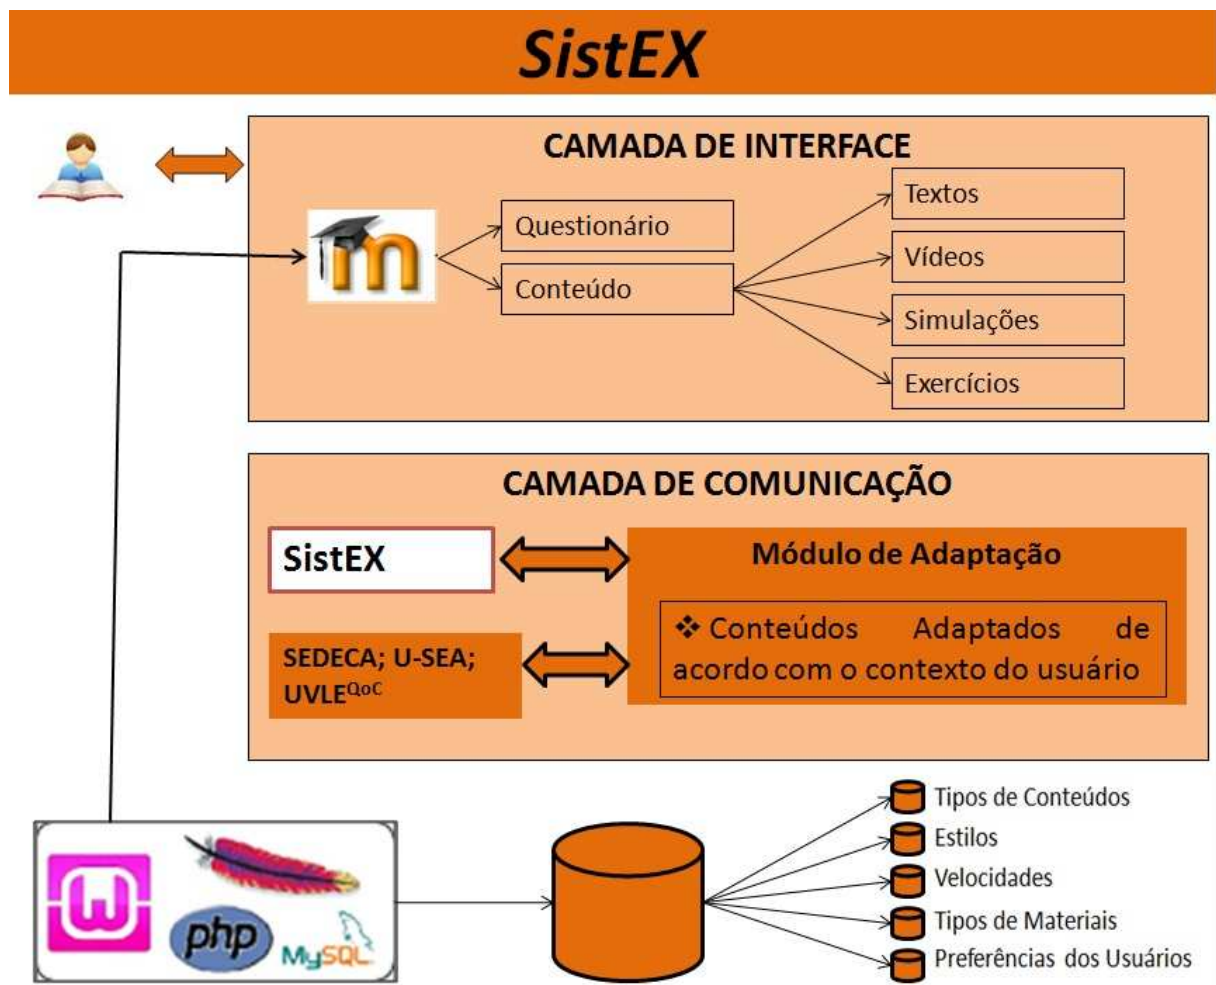 SistEX
CAMADA DE INTERFACE
m
Questionário
Conteúdo
Textos
Vídeos
Simulações
Exercícios
CAMADA DE COMUNICAÇÃO
SistEX
Módulo de Adaptação
❖ Conteúdos Adaptados de
acordo com o contexto do usuário
SEDECA; U-SEA;
UVLE^QoC
W
php
MySQL
Tipos de Conteúdos
Estilos
Velocidades
Tipos de Materiais
Preferências dos Usuários